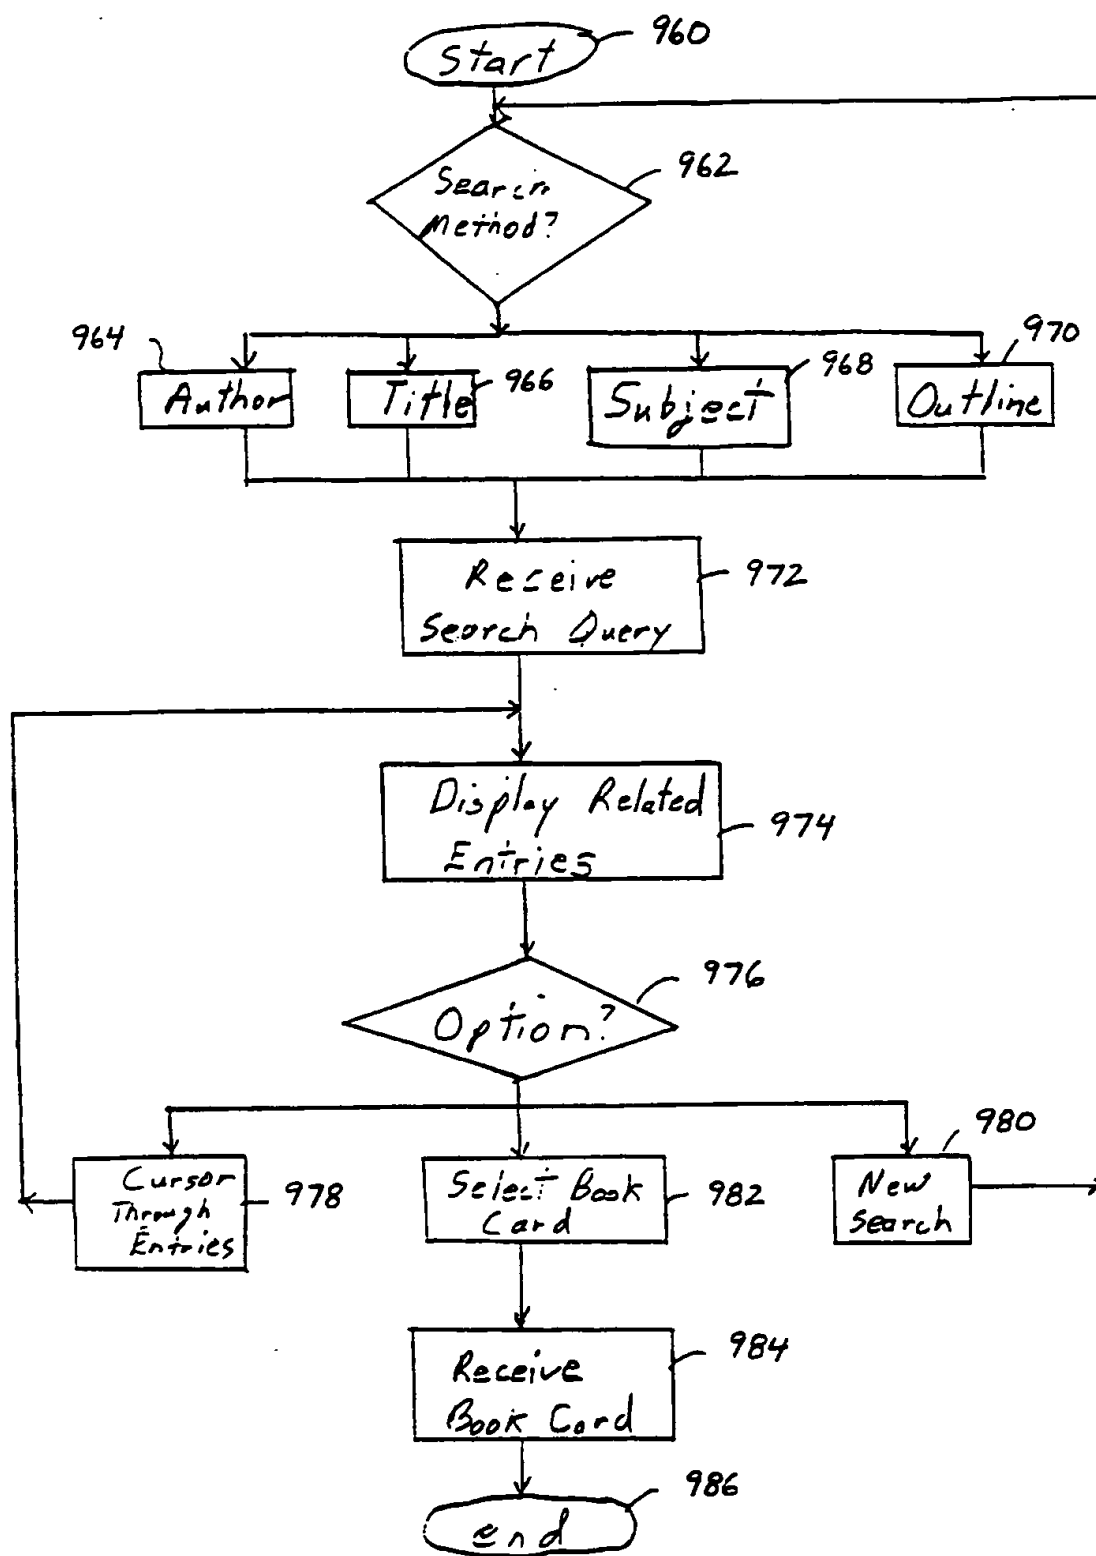 Start
960
Search
Method?
962
964
Author
Title
966
Subject
968
Outline
970
Receive
Search Query
972
Display Related
Entries
974
Option?
976
Cursor
Through
Entries
978
Select Book
Card
982
New
Search
980
Receive
Book Card
984
end
986